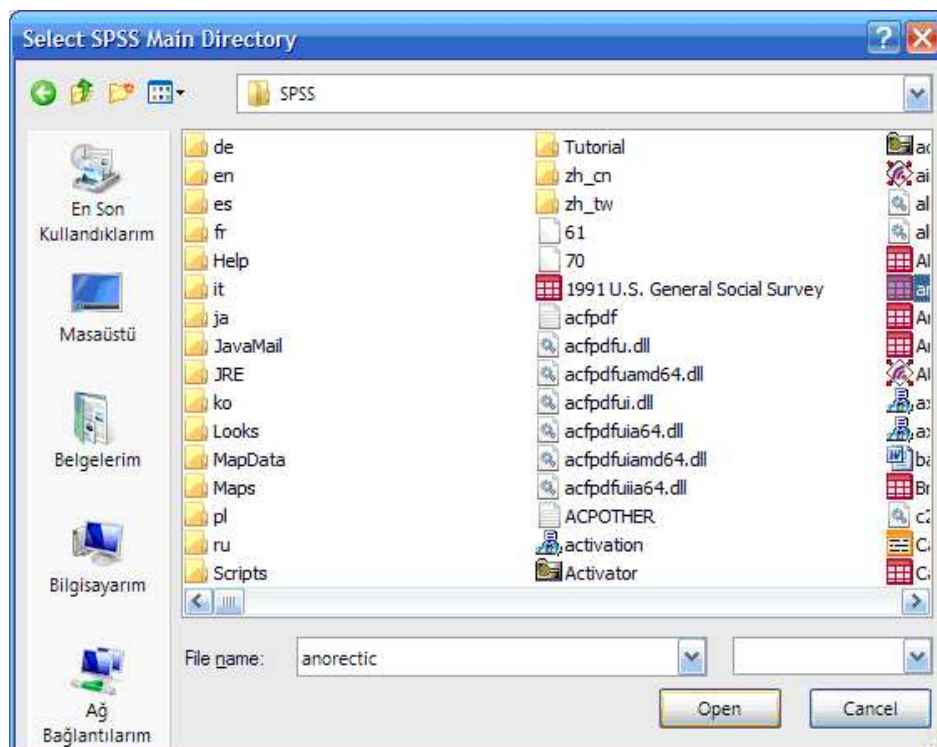 Select SPSS Main Directory
SPSS
En Son
Kullandıklarım
Masaüstü
Belgelerim
Bilgisayarım
Ağ
Bağlantılarım
de
en
es
fr
Help
it
ja
JavaMail
JRE
ko
Looks
MapData
Maps
pl
ru
Scripts
Tutorial
zh_cn
zh_tw
61
70
1991 U.S. General Social Survey
acfpdf
acfpdfu.dll
acfpdfuamd64.dll
acfpdfui.dll
acfpdfuia64.dll
acfpdfuiamd64.dll
acfpdfuiia64.dll
ACPOTHER
activation
Activator
File name:
anorectic
Open
Cancel